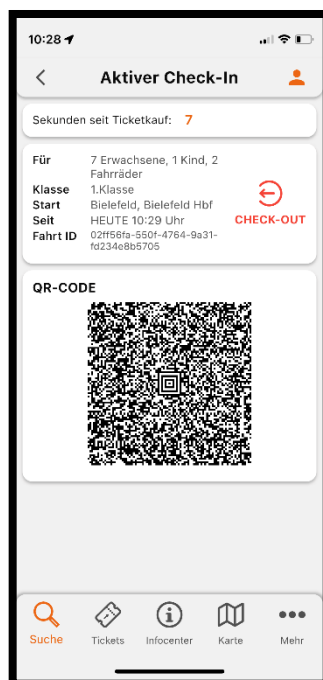 10:28
Aktiver Check-In
Sekunden seit Ticketkauf: 7
Für 7 Erwachsene, 1 Kind, 2
Fahrräder
Klasse 1.Klasse
Start Bielefeld, Bielefeld Hbf
Seit HEUTE 10:29 Uhr
Fahrt ID 02ff56fa-550f-4764-9a31-
fd234e8b5705
CHECK-OUT
QR-CODE
Suche Tickets Infocenter Karte Mehr